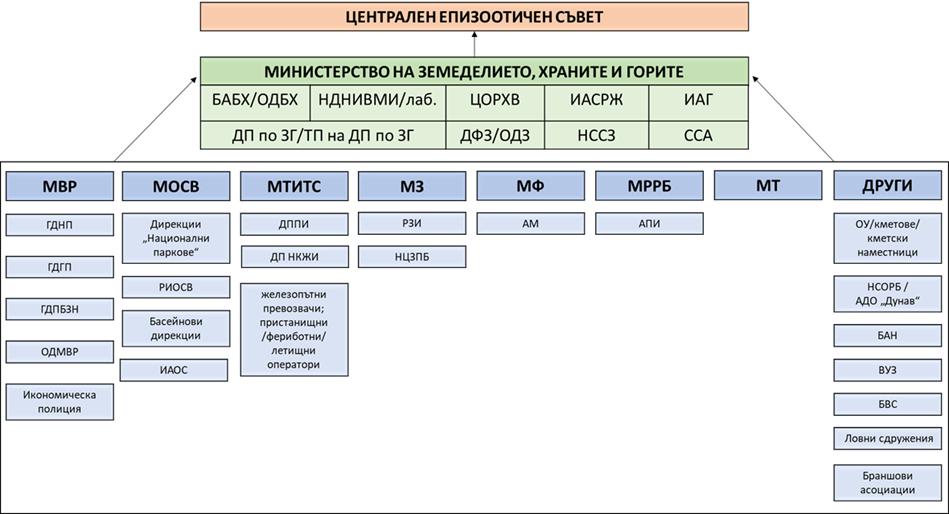 ЦЕНТРАЛЕН ЕПИЗООТИЧЕН СЪВЕТ
МИНИСТЕРСТВО НА ЗЕМЕДЕЛИЕТО, ХРАНИТЕ И ГОРИТЕ
БАБХ/ОДБХ НДНИВМИ/лаб. ЦОРХВ ИАСРЖ ИАГ
ДП по ЗГ/ТП на ДП по ЗГ ДФЗ/ОДЗ НССЗ ССА
МВР
ГДНП
ГДГП
ГДПБЗН
ОДМВР
Икономическа
полиция
МОСВ
Дирекции
„Национални
паркове“
РИОСВ
Басейнови
дирекции
ИАОС
МТИТС
ДППИ
ДП НКЖИ
железопътни
превозвачи;
пристанищни
/фериботни/
летищни
оператори
МЗ
РЗИ
НЦЗПБ
МФ
АМ
МРРБ
АПИ
МТ
ДРУГИ
ОУ/кметове/
кметски
наместници
НСОРБ /
АДО „Дунав“
БАН
ВУЗ
БВС
Ловни сдружения
Браншови
асоциации